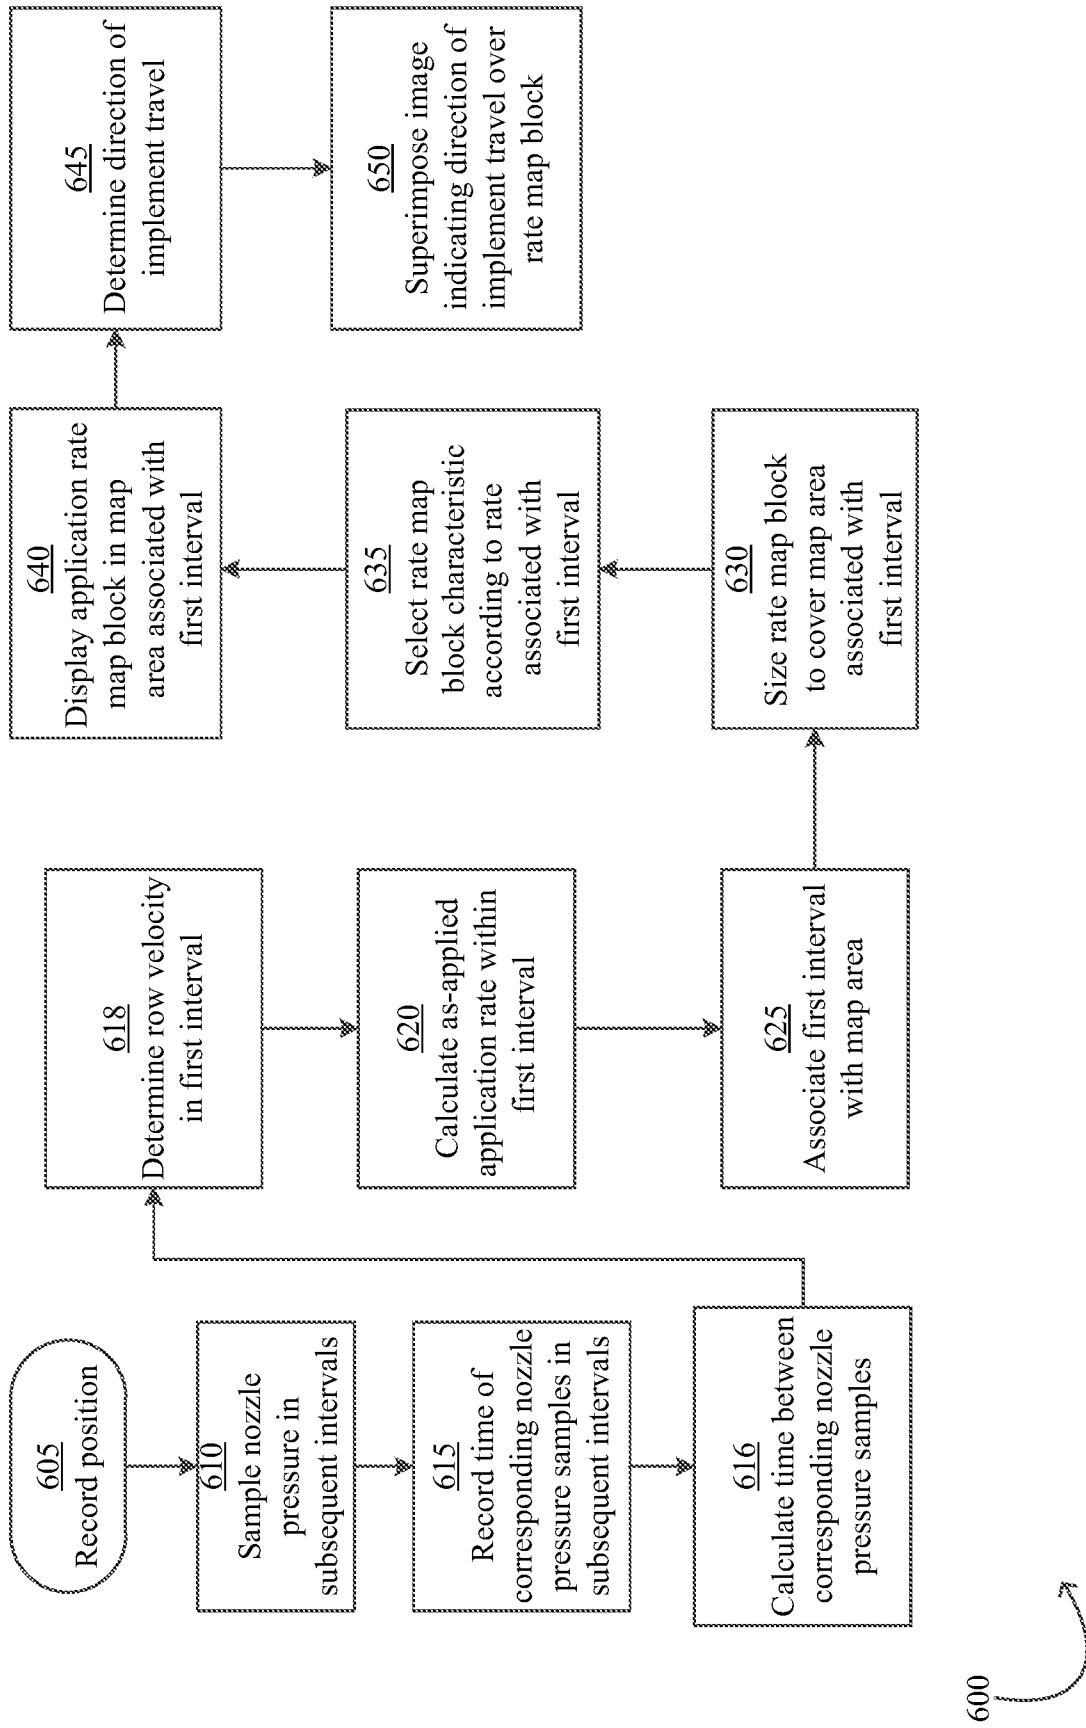 605
Record position
610
Sample nozzle
pressure in
subsequent intervals
615
Record time of
corresponding nozzle
pressure samples in
subsequent intervals
616
Calculate time between
corresponding nozzle
pressure samples
618
Determine row velocity
in first interval
620
Calculate as-applied
application rate within
first interval
625
Associate first interval
with map area
630
Size rate map block
to cover map area
associated with
first interval
635
Select rate map
block characteristic
according to rate
associated with
first interval
640
Display application rate
map block in map
area associated with
first interval
645
Determine direction of
implement travel
650
Superimpose image
indicating direction of
implement travel over
rate map block
600